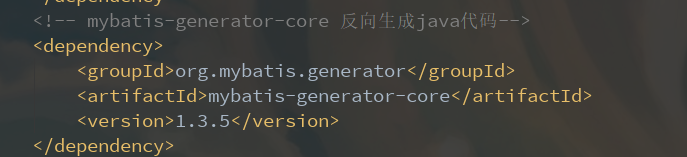 </dependency>
<!-- mybatis-generator-core 反向生成java代码-->
<dependency>
<groupId>org.mybatis.generator</groupId>
<artifactId>mybatis-generator-core</artifactId>
<version>1.3.5</version>
</dependency>